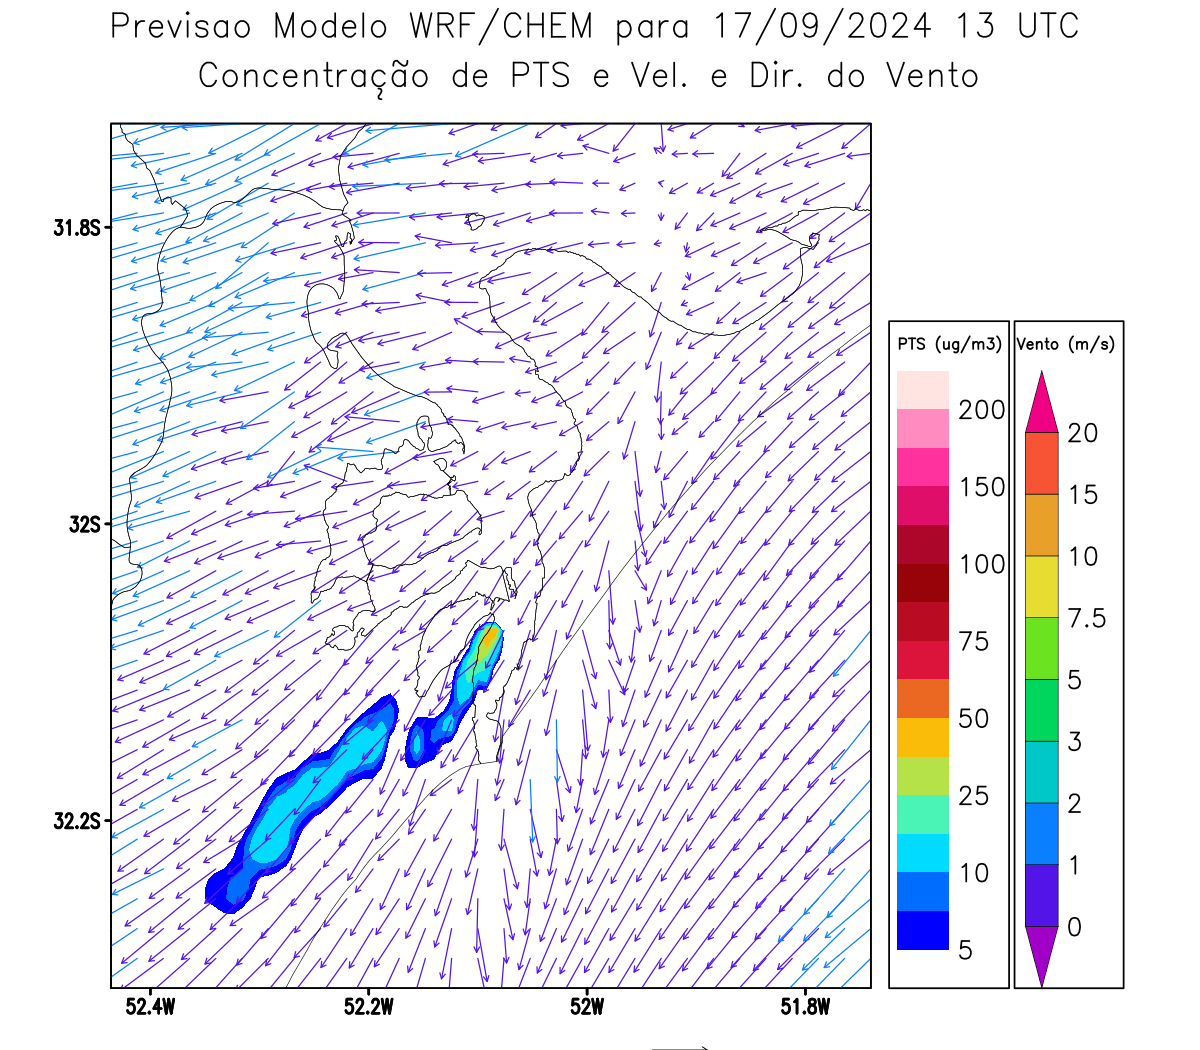 Previsao Modelo WRF/CHEM para 17/09/2024 13 UTC
Concentração de PTS e Vel. e Dir. do Vento
31.8S
32S
32.2S
52.4W 52.2W 52W 51.8W
PTS (ug/m3)
200
150
100
75
50
25
10
5
Vento (m/s)
20
15
10
7.5
5
3
2
1
0